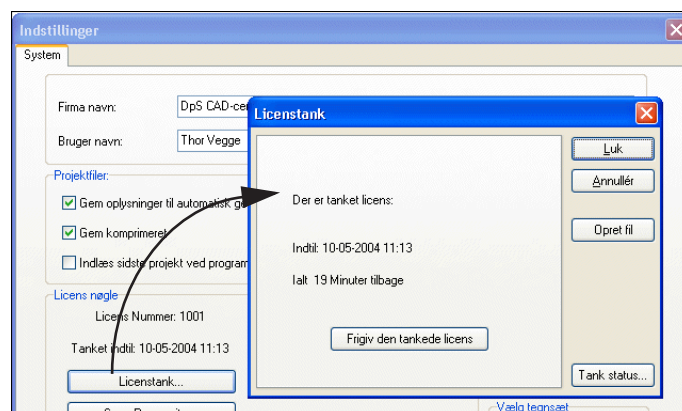 Indstillinger
System
Firma navn: DpS CAD-ce
Bruger navn: Thor Vegge
Projektfiler:
Gem oplysninger til automatisk ge
Gem komprimeret
Indlæs sidste projekt ved program
Licens nøgle
Licens Nummer: 1001
Tanket indtil: 10-05-2004 11:13
Licenstank...
Licenstank
Der er tanket licens:
Indtil: 10-05-2004 11:13
Ialt 19 Minuter tilbage
Frigiv den tankede licens
Luk
Annullér
Opret fil
Tank status...
Vælg tegnsæt